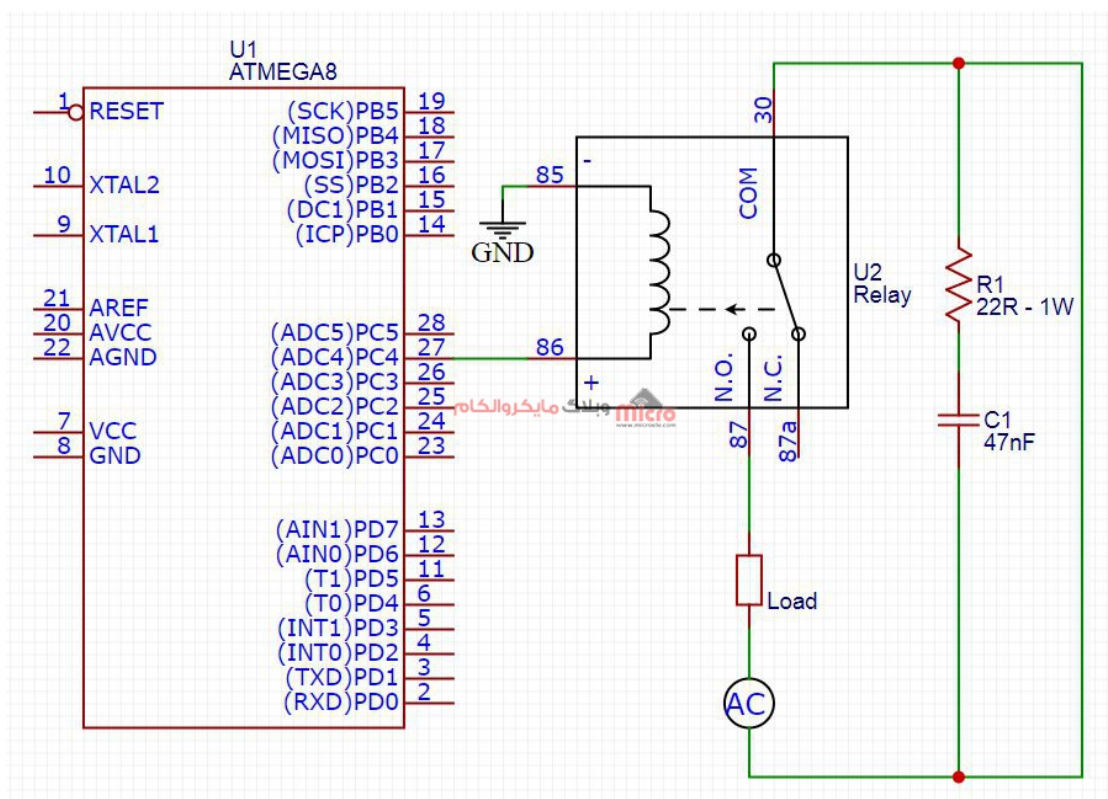 U1
ATMEGA8
1 RESET
10 XTAL2
9 XTAL1
21 AREF
20 AVCC
22 AGND
7 VCC
8 GND
(SCK)PB5 19
(MISO)PB4 18
(MOSI)PB3 17
(SS)PB2 16
(DC1)PB1 15
(ICP)PB0 14
(ADC5)PC5 28
(ADC4)PC4 27
(ADC3)PC3 26
(ADC2)PC2 25
(ADC1)PC1 24
(ADC0)PC0 23
(AIN1)PD7 13
(AIN0)PD6 12
(T1)PD5 11
(T0)PD4 6
(INT1)PD3 5
(INT0)PD2 4
(TXD)PD1 3
(RXD)PD0 2
85
-
GND
86
+
30
COM
N.O.
N.C.
87
87a
U2
Relay
وبلاگ مایکروالکام
micro
www.microele.com
R1
22R - 1W
C1
47nF
Load
AC